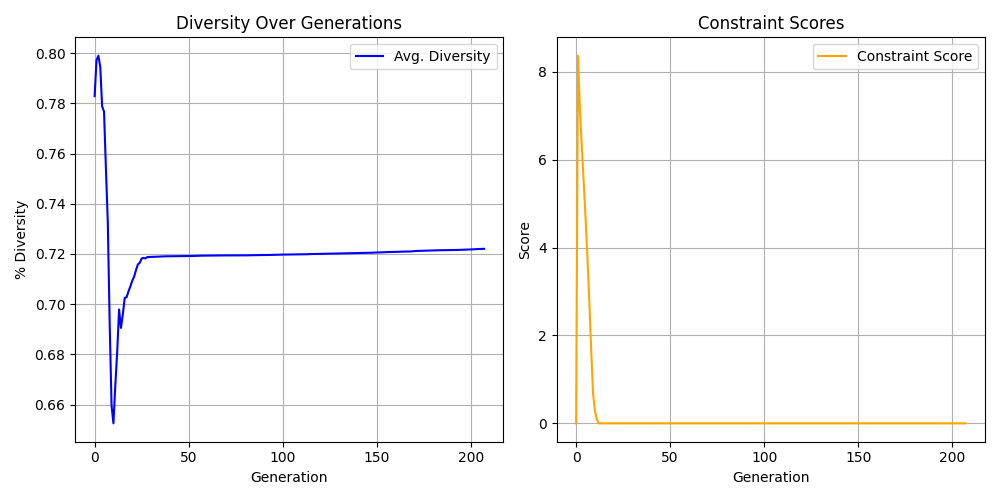 Diversity Over Generations
% Diversity
0.80
0.78
0.76
0.74
0.72
0.70
0.68
0.66
Avg. Diversity
0
50
100
150
200
Generation
Constraint Scores
Score
8
6
4
2
0
Constraint Score
0
50
100
150
200
Generation